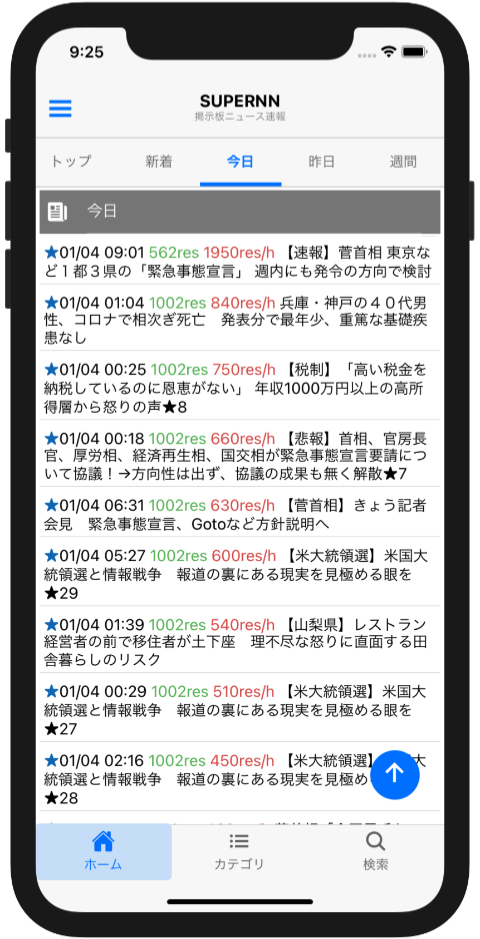 9:25
SUPERNN
掲示板ニュース速報
トップ 新着 今日 昨日 週間
今日
★01/04 09:01 562res 1950res/h 【速報】菅首相 東京な
ど１都３県の「緊急事態宣言」 週内にも発令の方向で検討
★01/04 01:04 1002res 840res/h 兵庫・神戸の４０代男
性、コロナで相次ぎ死亡　発表分で最年少、重篤な基礎疾
患なし
★01/04 00:25 1002res 750res/h 【税制】「高い税金を
納税しているのに恩恵がない」 年収1000万円以上の高所
得層から怒りの声★8
★01/04 00:18 1002res 660res/h 【悲報】首相、官房長
官、厚労相、経済再生相、国交相が緊急事態宣言要請につ
いて協議！→方向性は出ず、協議の成果も無く解散★7
★01/04 06:31 1002res 630res/h 【菅首相】きょう記者
会見　緊急事態宣言、Gotoなど方針説明へ
★01/04 05:27 1002res 600res/h 【米大統領選】米国大
統領選と情報戦争　報道の裏にある現実を見極める眼を
★29
★01/04 01:39 1002res 540res/h 【山梨県】レストラン
経営者の前で移住者が土下座　理不尽な怒りに直面する田
舎暮らしのリスク
★01/04 00:29 1002res 510res/h 【米大統領選】米国大
統領選と情報戦争　報道の裏にある現実を見極める眼を
★27
★01/04 02:16 1002res 450res/h 【米大統領選】 大
統領選と情報戦争　報道の裏にある現実を見極め
★28
ホーム カテゴリ 検索